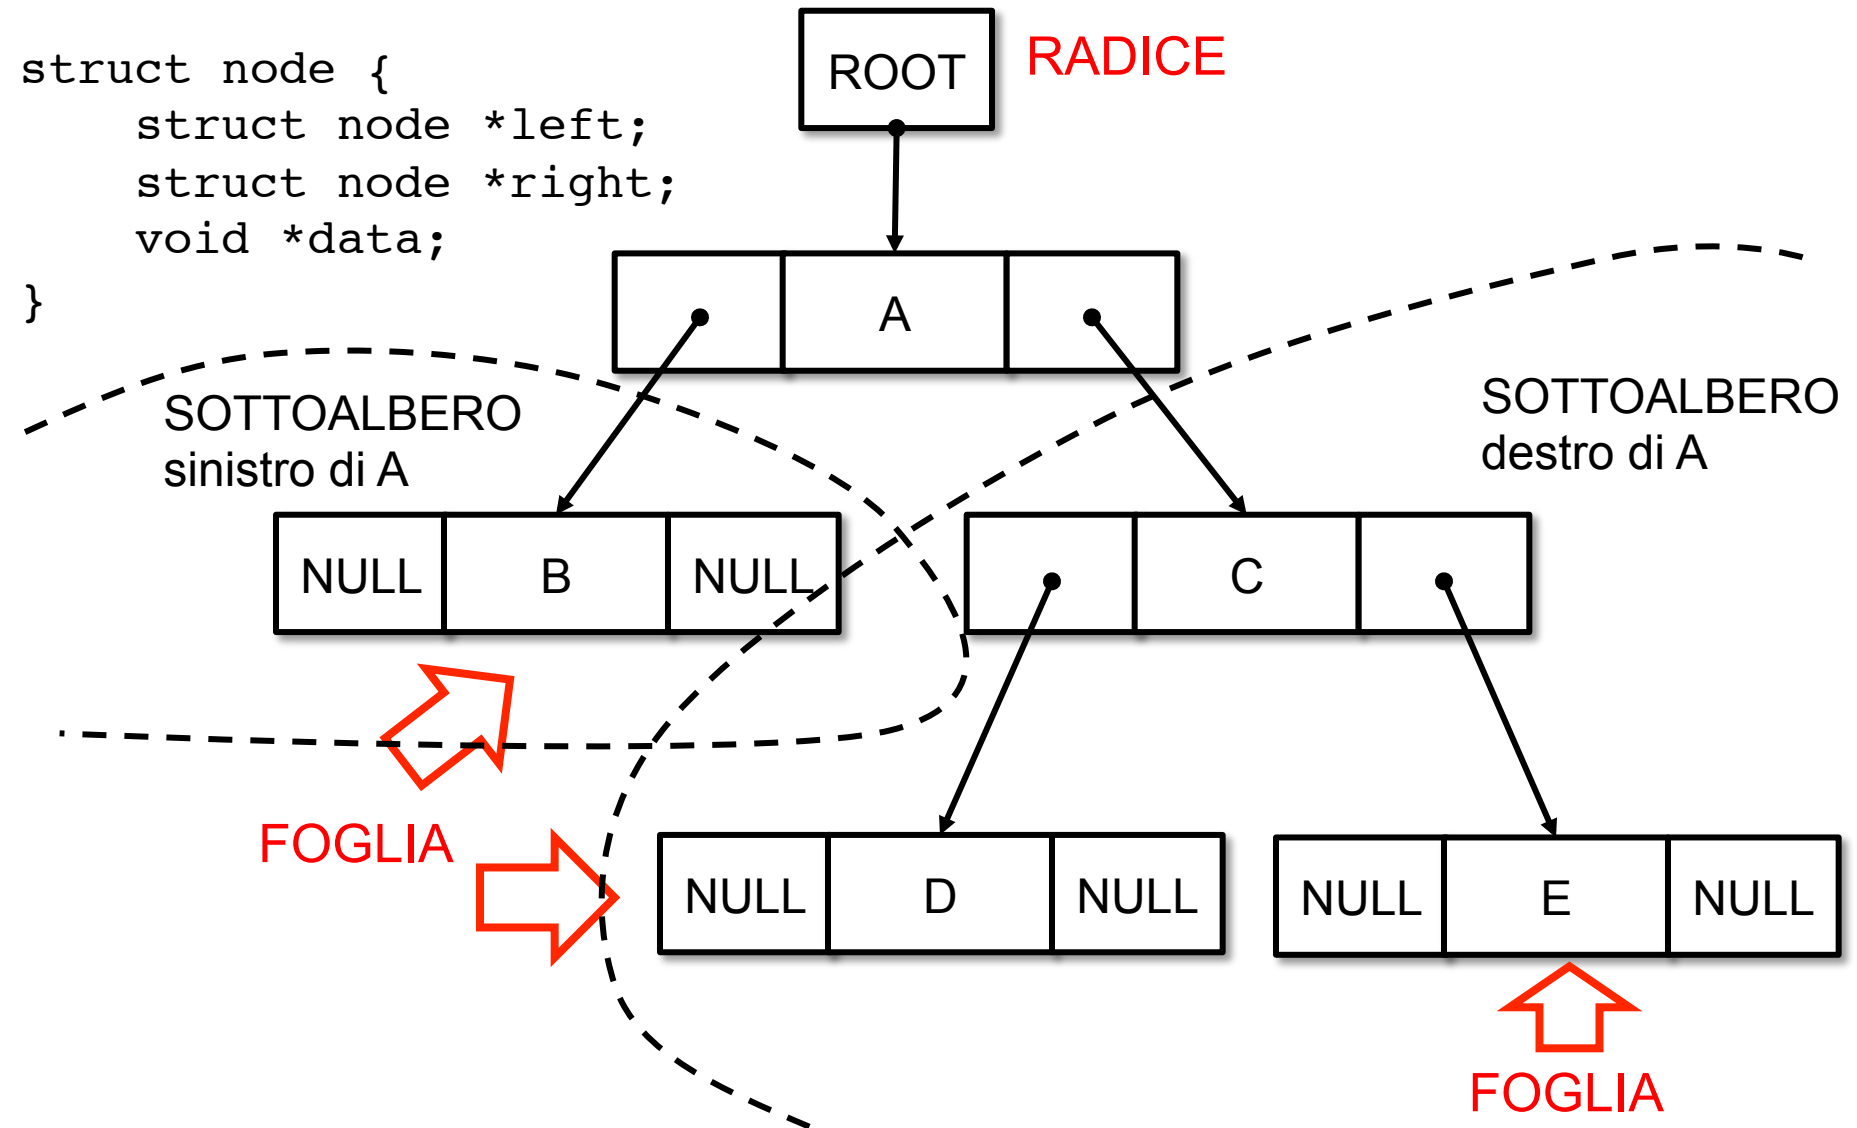 struct node {
    struct node *left;
    struct node *right;
    void *data;
}
ROOT
RADICE
A
SOTTOALBERO
sinistro di A
SOTTOALBERO
destro di A
NULL B NULL
C
FOGLIA
NULL D NULL
NULL E NULL
FOGLIA